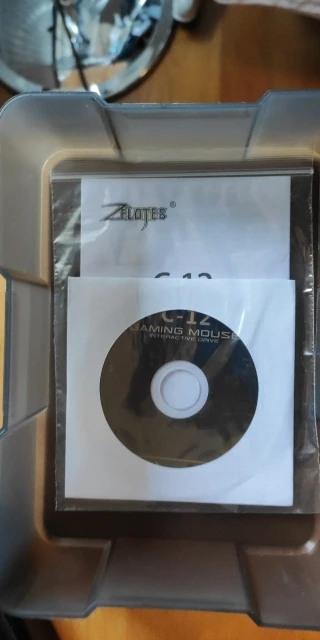 ZELOTES®
C-12
C-12
GAMING MOUSE
INTERACTIVE DRIVE